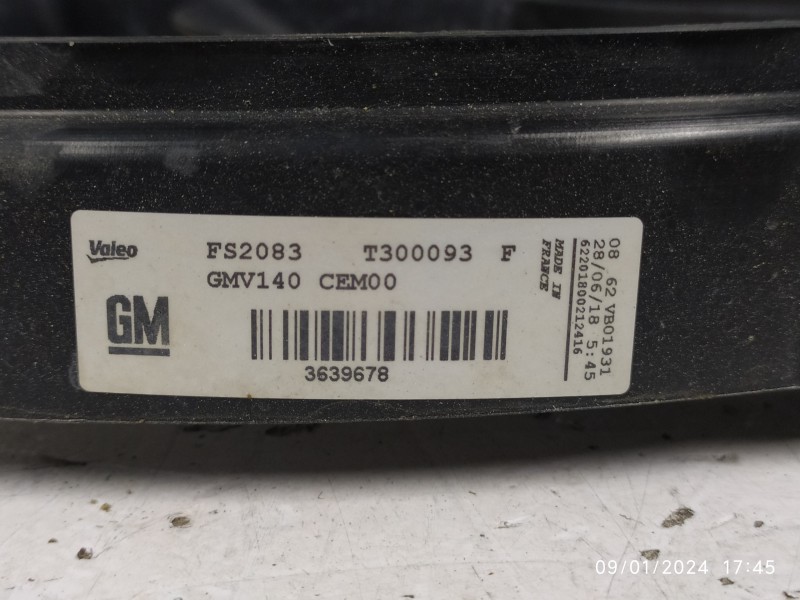 Valeo
FS2083 T300093 E
GMV140 CEM00
GM
3639678
MADE IN
FRANCE
62201800212416
28/06/18 5:45
08 62 VB01931
09/01/2024 17:45